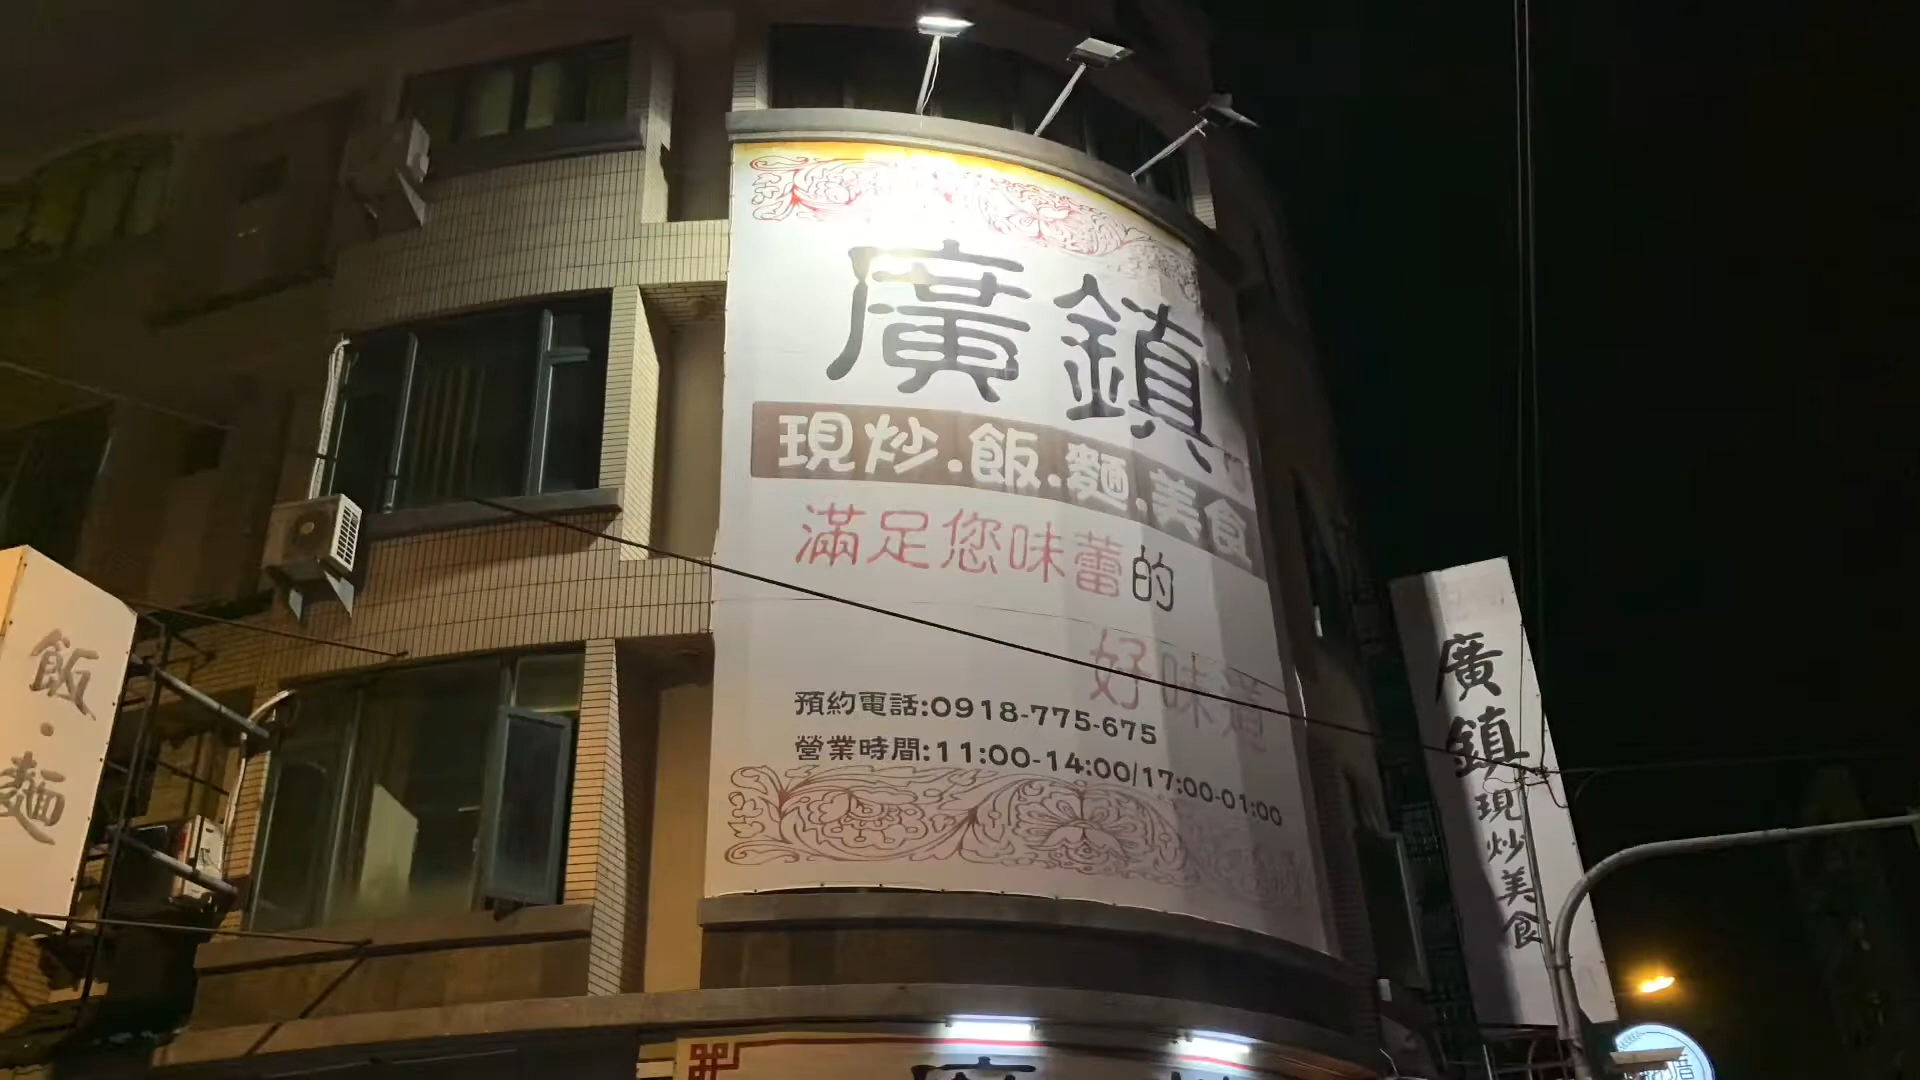 廣鎮
現炒.飯.麵.美食
滿足您味蕾的
好味道
預約電話:0918-775-675
營業時間:11:00-14:00/17:00-01:00
飯.麵
廣鎮現炒美食